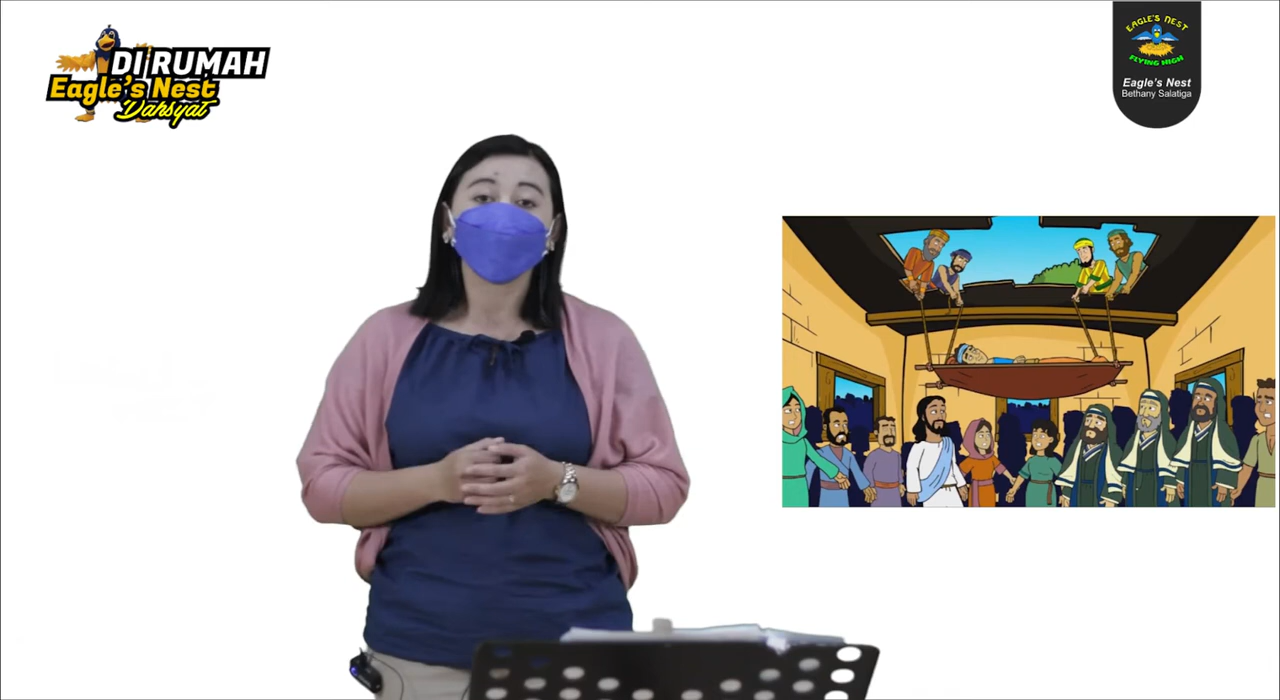 DI RUMAH
Eagle's Nest
Dahsyat
EAGLE'S NEST
FLYING HIGH
Eagle's Nest
Bethany Salatiga